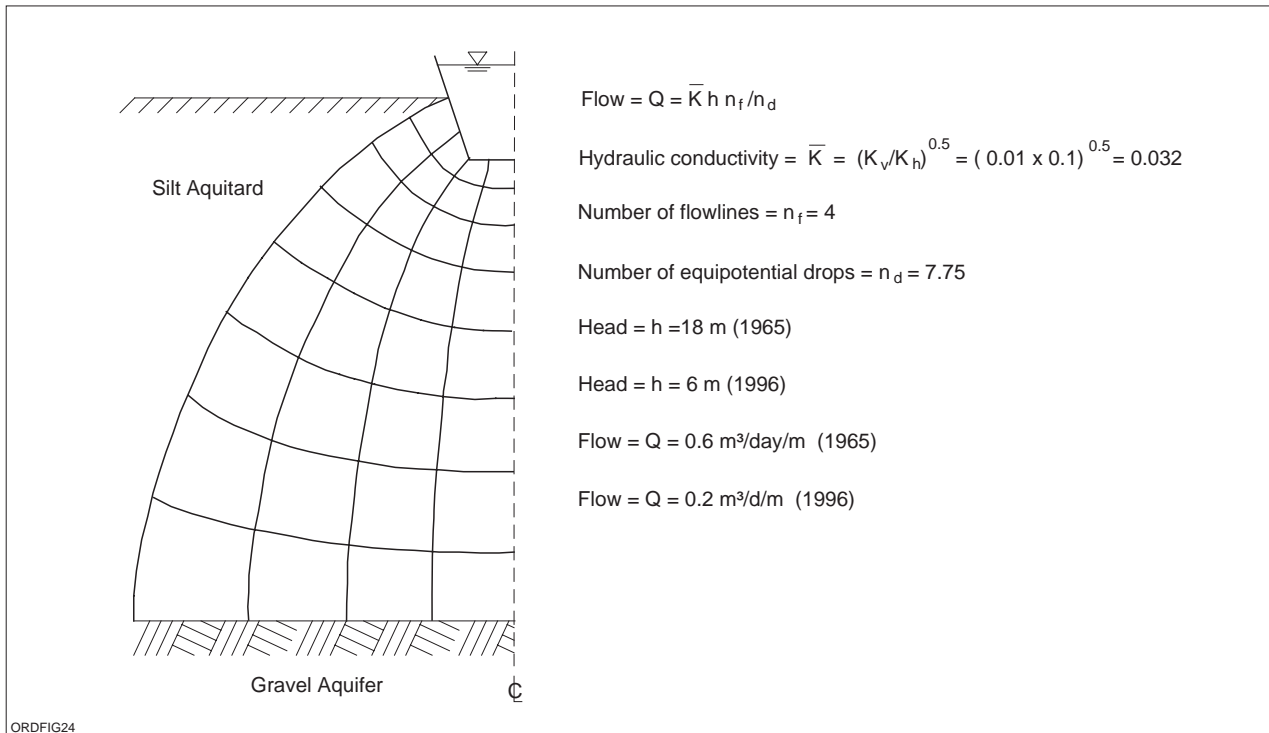 Flow = Q = K̅ h n_f/n_d
Hydraulic conductivity = K̅ = (K_v/K_h)^0.5 = ( 0.01 x 0.1)^0.5 = 0.032
Silt Aquitard
Number of flowlines = n_f = 4
Number of equipotential drops = n_d = 7.75
Head = h =18 m (1965)
Head = h = 6 m (1996)
Flow = Q = 0.6 m³/day/m (1965)
Flow = Q = 0.2 m³/d/m (1996)
Gravel Aquifer
℄
ORDFIG24